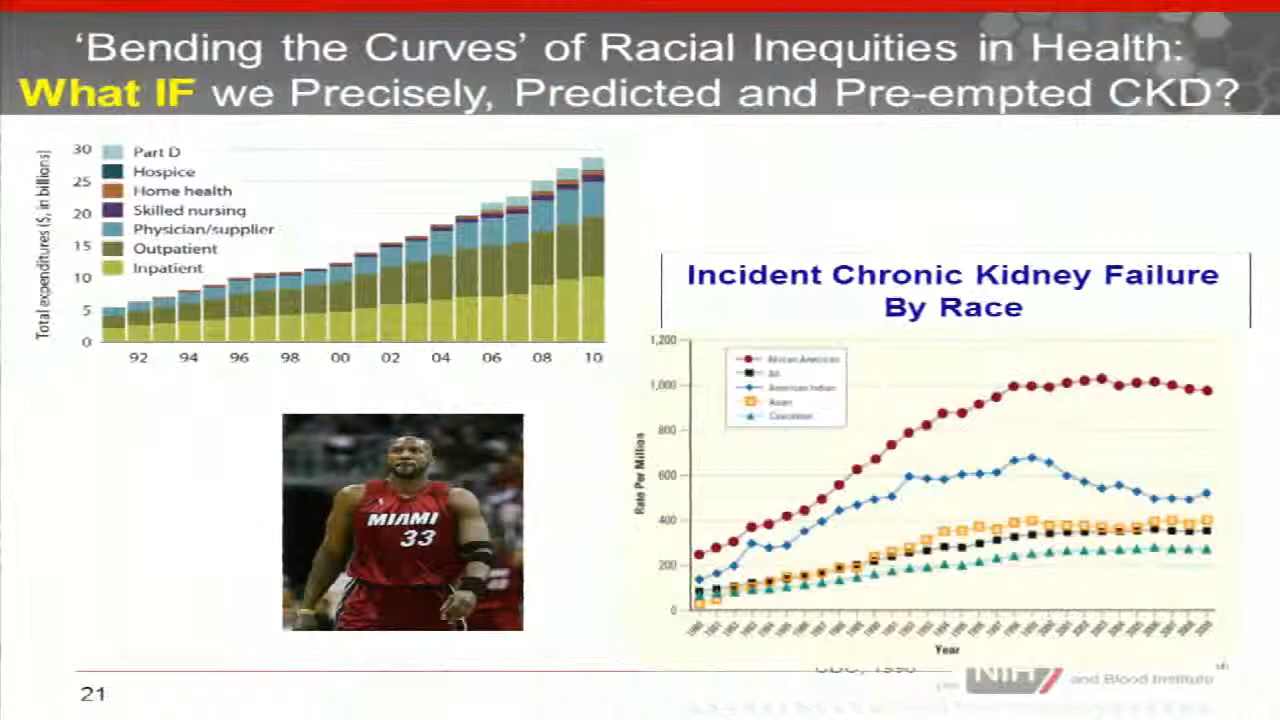 ‘Bending the Curves’ of Racial Inequities in Health:
What IF we Precisely, Predicted and Pre-empted CKD?
Total expenditures ($, in billions)
30
25
20
15
10
5
0
Part D
Hospice
Home health
Skilled nursing
Physician/supplier
Outpatient
Inpatient
92 94 96 98 00 02 04 06 08 10
MIAMI
33
Incident Chronic Kidney Failure
By Race
Rate Per Million
1,200
1,000
800
600
400
200
0
African American
All
American Indian
Asian
Caucasian
Year
CDC, 1998
NIH
and Blood Institute
21